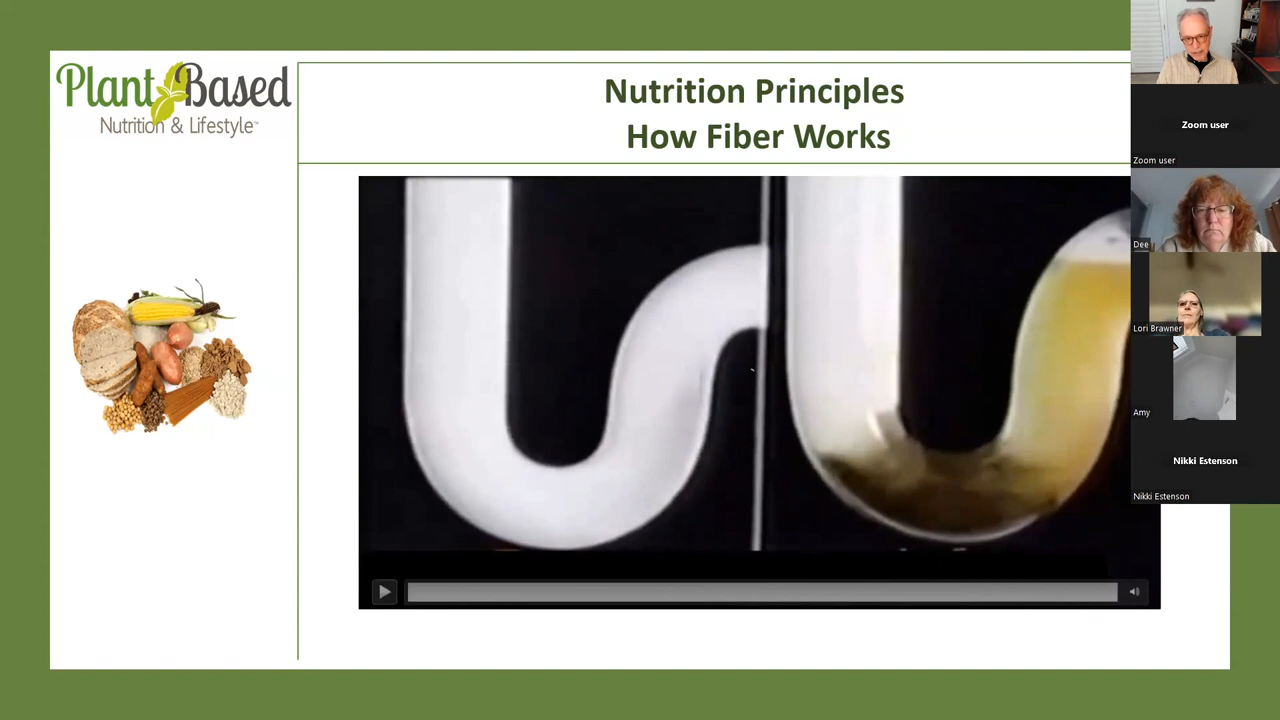 Plant Based
Nutrition & Lifestyle™
Nutrition Principles
How Fiber Works
Zoom user
Zoom user
Dee
Lori Brawner
Amy
Nikki Estenson
Nikki Estenson